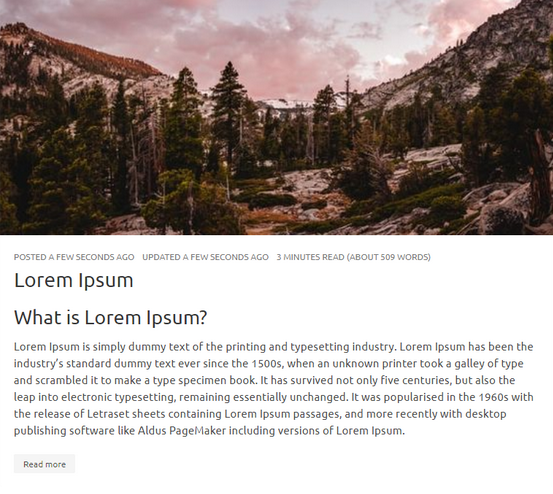 POSTED A FEW SECONDS AGO UPDATED A FEW SECONDS AGO 3 MINUTES READ (ABOUT 509 WORDS)
Lorem Ipsum
What is Lorem Ipsum?
Lorem Ipsum is simply dummy text of the printing and typesetting industry. Lorem Ipsum has been the
industry’s standard dummy text ever since the 1500s, when an unknown printer took a galley of type
and scrambled it to make a type specimen book. It has survived not only five centuries, but also the
leap into electronic typesetting, remaining essentially unchanged. It was popularised in the 1960s with
the release of Letraset sheets containing Lorem Ipsum passages, and more recently with desktop
publishing software like Aldus PageMaker including versions of Lorem Ipsum.
Read more